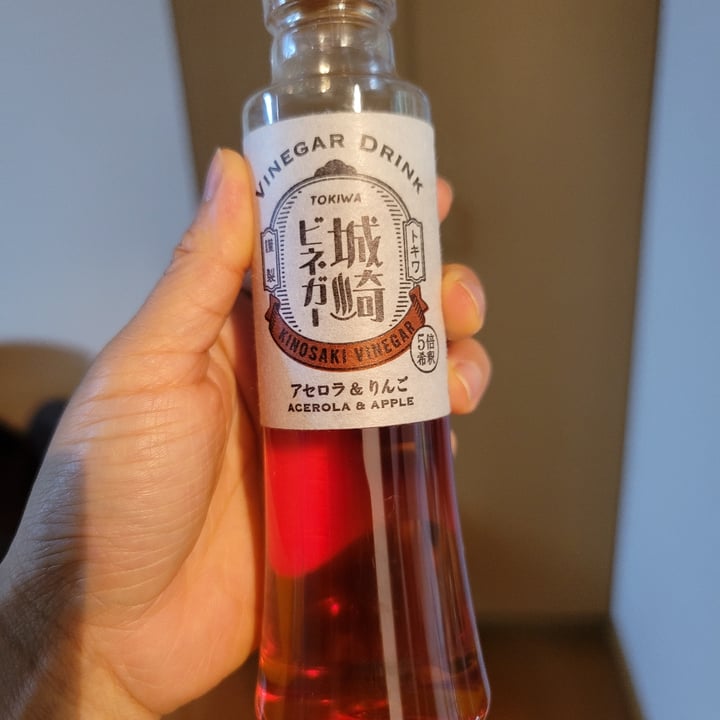 VINEGAR DRINK
TOKIWA
城崎
ビネガー
トキワ
謹製
KINOSAKI VINEGAR
5倍
希釈
アセロラ & りんご
ACEROLA & APPLE